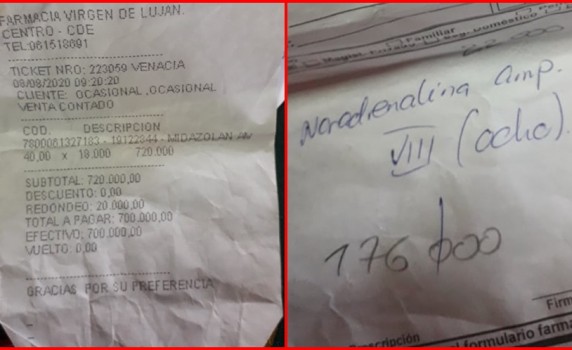 FARMACIA VIRGEN DE LUJAN.
CENTRO - CDE
TEL:061518691
TICKET NRO: 223059 VENACIA
08/08/2020 09:20:20
CLIENTE: OCASIONAL ,OCASIONAL
VENTA CONTADO
COD. DESCRIPCION
7800061327183 - 19122844 - MIDAZOLAN AM
40,00 x 18.000 720.000
SUBTOTAL: 720.000,00
DESCUENTO: 0,00
REDONDEO: 20.000,00
TOTAL A PAGAR: 700.000,00
EFECTIVO: 700.000,00
VUELTO: 0,00
GRACIAS POR SU PREFERENCIA
Familiar
Noradrenalina amp.
VIII (ocho).
176 000
Firm
formulario farma